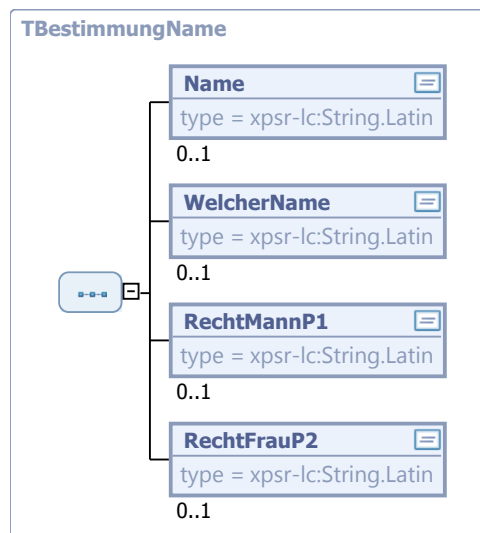 TBestimmungName
Name
type = xpsr-lc:String.Latin
0..1
WelcherName
type = xpsr-lc:String.Latin
0..1
RechtMannP1
type = xpsr-lc:String.Latin
0..1
RechtFrauP2
type = xpsr-lc:String.Latin
0..1